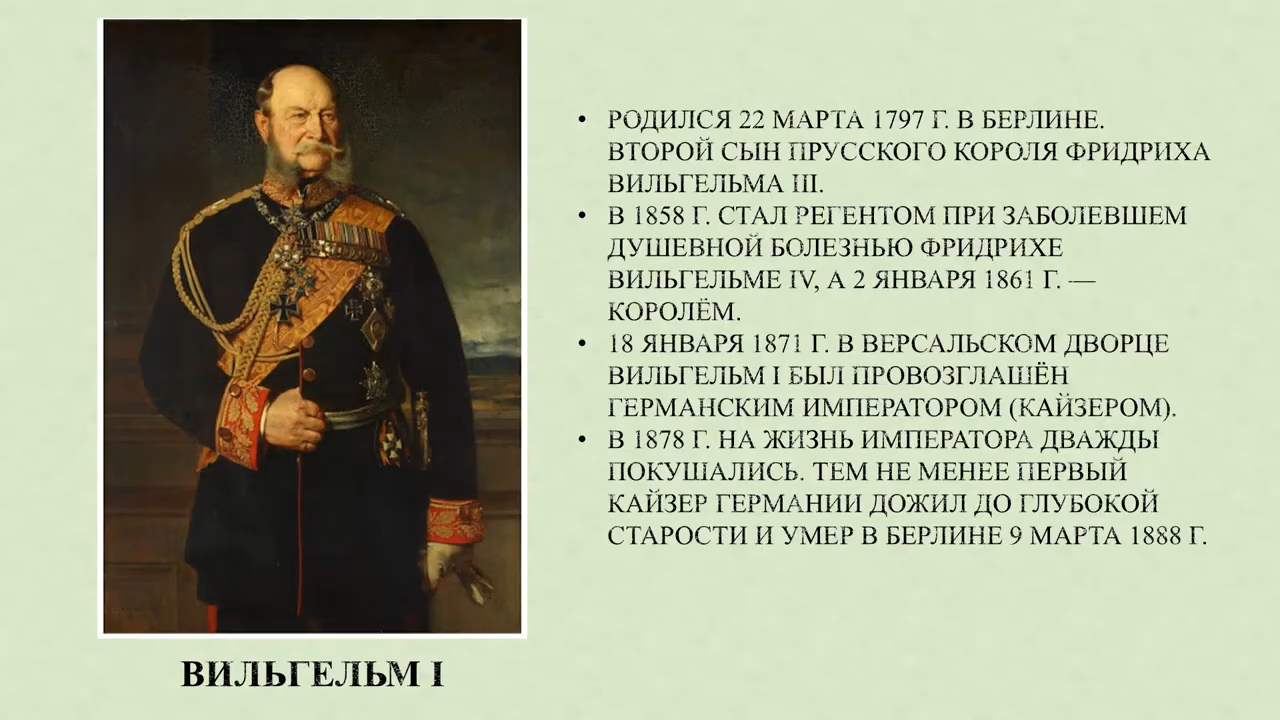 • РОДИЛСЯ 22 МАРТА 1797 Г. В БЕРЛИНЕ.
ВТОРОЙ СЫН ПРУССКОГО КОРОЛЯ ФРИДРИХА
ВИЛЬГЕЛЬМА III.
• В 1858 Г. СТАЛ РЕГЕНТОМ ПРИ ЗАБОЛЕВШЕМ
ДУШЕВНОЙ БОЛЕЗНЬЮ ФРИДРИХЕ
ВИЛЬГЕЛЬМЕ IV, А 2 ЯНВАРЯ 1861 Г. —
КОРОЛЁМ.
• 18 ЯНВАРЯ 1871 Г. В ВЕРСАЛЬСКОМ ДВОРЦЕ
ВИЛЬГЕЛЬМ I БЫЛ ПРОВОЗГЛАШЁН
ГЕРМАНСКИМ ИМПЕРАТОРОМ (КАЙЗЕРОМ).
• В 1878 Г. НА ЖИЗНЬ ИМПЕРАТОРА ДВАЖДЫ
ПОКУШАЛИСЬ. ТЕМ НЕ МЕНЕЕ ПЕРВЫЙ
КАЙЗЕР ГЕРМАНИИ ДОЖИЛ ДО ГЛУБОКОЙ
СТАРОСТИ И УМЕР В БЕРЛИНЕ 9 МАРТА 1888 Г.
ВИЛЬГЕЛЬМ I